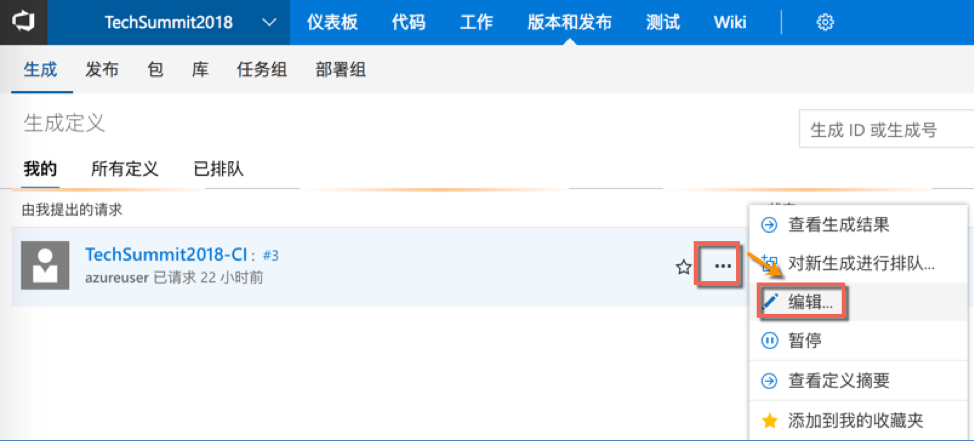 TechSummit2018 仪表板 代码 工作 版本和发布 测试 Wiki
生成 发布 包 库 任务组 部署组
生成定义
生成 ID 或生成号
我的 所有定义 已排队
由我提出的请求
TechSummit2018-CI : #3
azureuser 已请求 22 小时前
...
查看生成结果
对新生成进行排队...
编辑...
暂停
查看定义摘要
添加到我的收藏夹